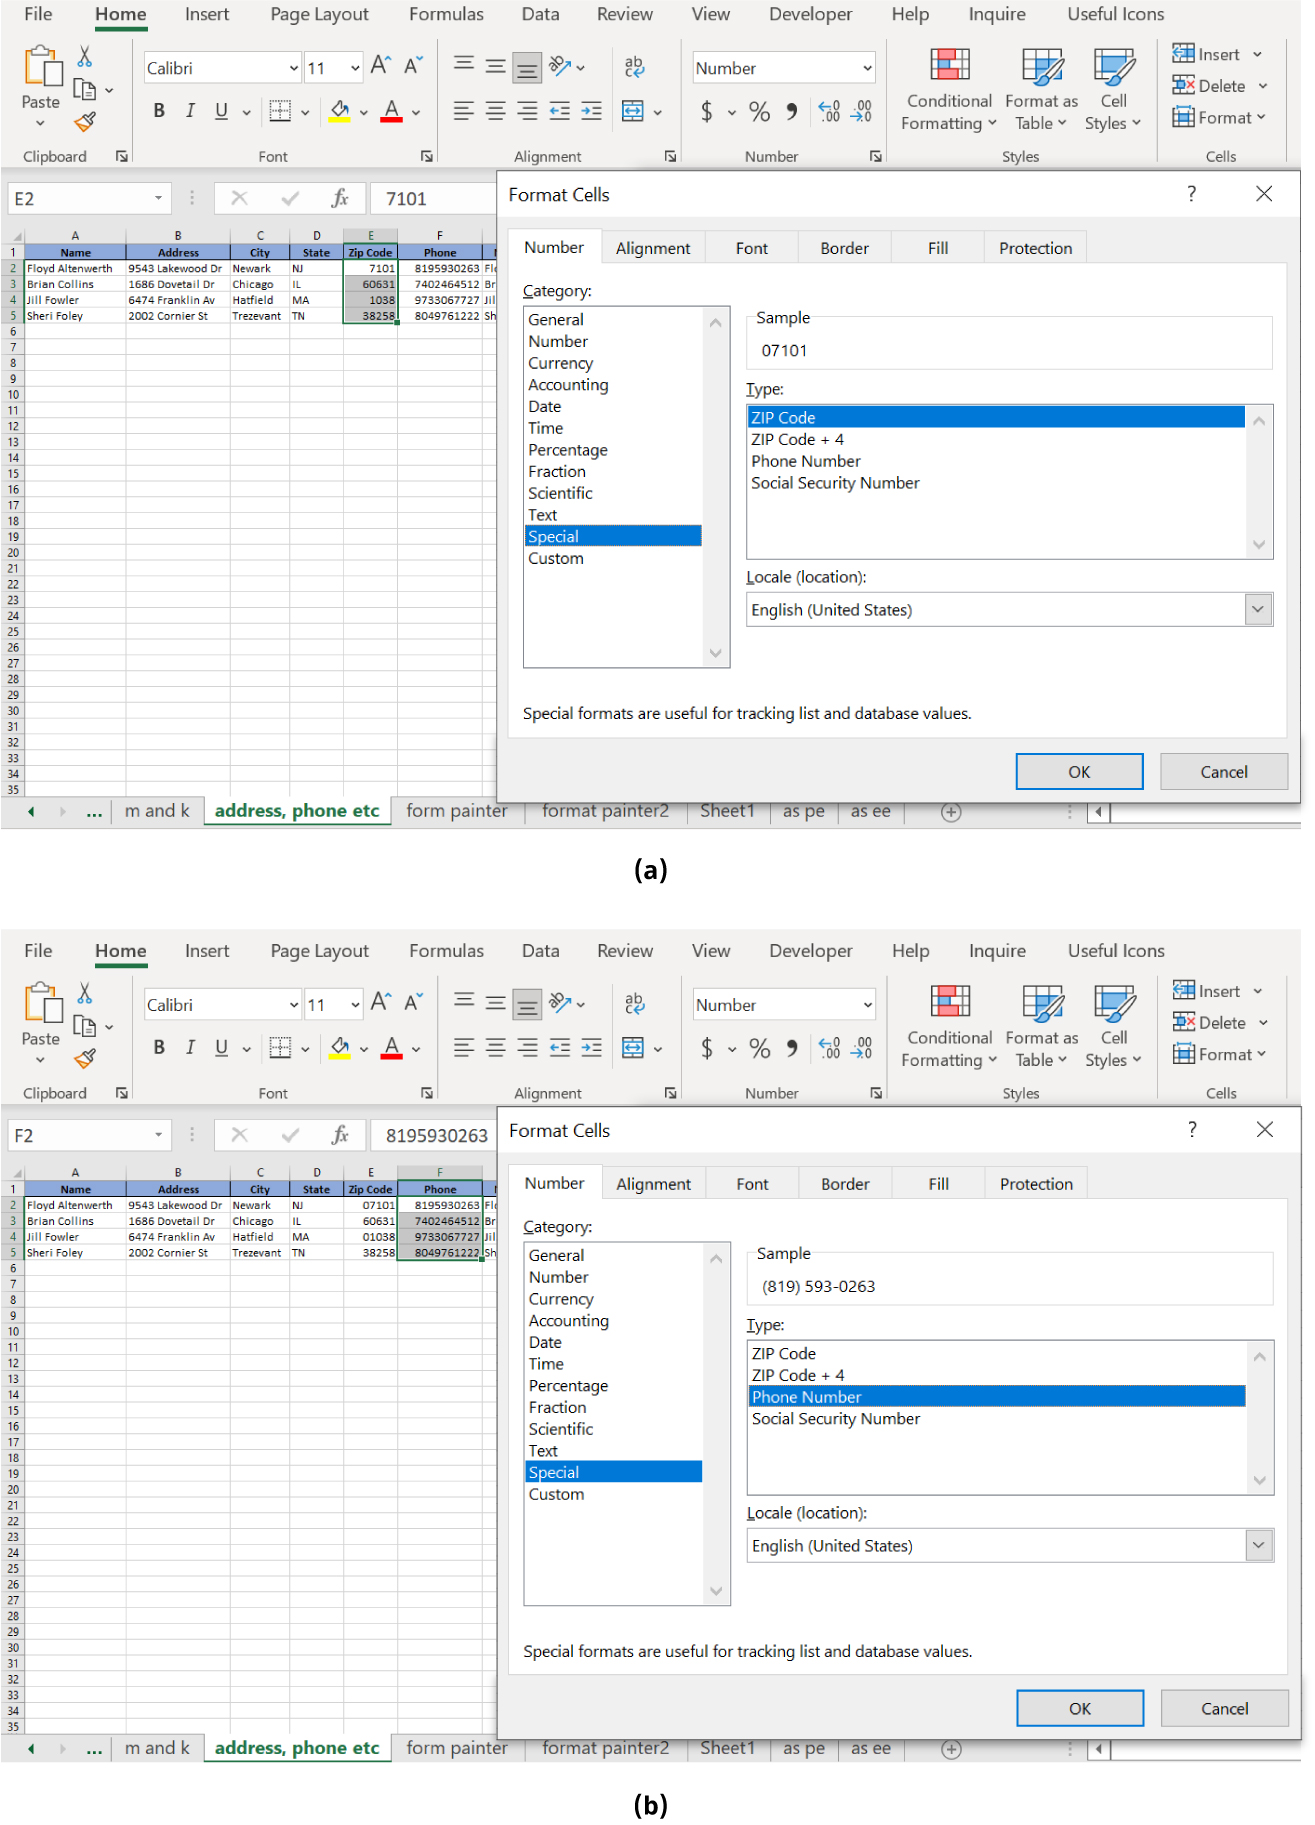 File Home Insert Page Layout Formulas Data Review View Developer Help Inquire Useful Icons
Calibri 11 A A ab Number Insert
Paste B I U A $ % , .00 .00 Conditional Formatting Format as Table Cell Styles Delete
Format
Clipboard Font Alignment Number Styles Cells
E2 fx 7101
A B C D E F
1 Name Address City State Zip Code Phone
2 Floyd Altenwerth 9543 Lakewood Dr Newark NJ 7101 8195930263 Flo
3 Brian Collins 1686 Dovetail Dr Chicago IL 60631 7402464512 Br
4 Jill Fowler 6474 Franklin Av Hatfield MA 1038 9733067727 Jil
5 Sheri Foley 2002 Cornier St Trezevant TN 38258 8049761222 Sh
6
7
8
9
10
11
12
13
14
15
16
17
18
19
20
21
22
23
24
25
26
27
28
29
30
31
32
33
34
35
Format Cells ?
Number Alignment Font Border Fill Protection
Category:
General
Number
Currency
Accounting
Date
Time
Percentage
Fraction
Scientific
Text
Special
Custom
Sample
07101
Type:
ZIP Code
ZIP Code + 4
Phone Number
Social Security Number
Locale (location):
English (United States)
Special formats are useful for tracking list and database values.
OK Cancel
... m and k address, phone etc form painter format painter2 Sheet1 as pe as ee
(a)
File Home Insert Page Layout Formulas Data Review View Developer Help Inquire Useful Icons
Calibri 11 A A ab Number Insert
Paste B I U A $ % , .00 .00 Conditional Formatting Format as Table Cell Styles Delete
Format
Clipboard Font Alignment Number Styles Cells
F2 fx 8195930263
A B C D E F
1 Name Address City State Zip Code Phone
2 Floyd Altenwerth 9543 Lakewood Dr Newark NJ 07101 8195930263 Flo
3 Brian Collins 1686 Dovetail Dr Chicago IL 60631 7402464512 Br
4 Jill Fowler 6474 Franklin Av Hatfield MA 01038 9733067727 Jil
5 Sheri Foley 2002 Cornier St Trezevant TN 38258 8049761222 Sh
6
7
8
9
10
11
12
13
14
15
16
17
18
19
20
21
22
23
24
25
26
27
28
29
30
31
32
33
34
35
Format Cells ?
Number Alignment Font Border Fill Protection
Category:
General
Number
Currency
Accounting
Date
Time
Percentage
Fraction
Scientific
Text
Special
Custom
Sample
(819) 593-0263
Type:
ZIP Code
ZIP Code + 4
Phone Number
Social Security Number
Locale (location):
English (United States)
Special formats are useful for tracking list and database values.
OK Cancel
... m and k address, phone etc form painter format painter2 Sheet1 as pe as ee
(b)